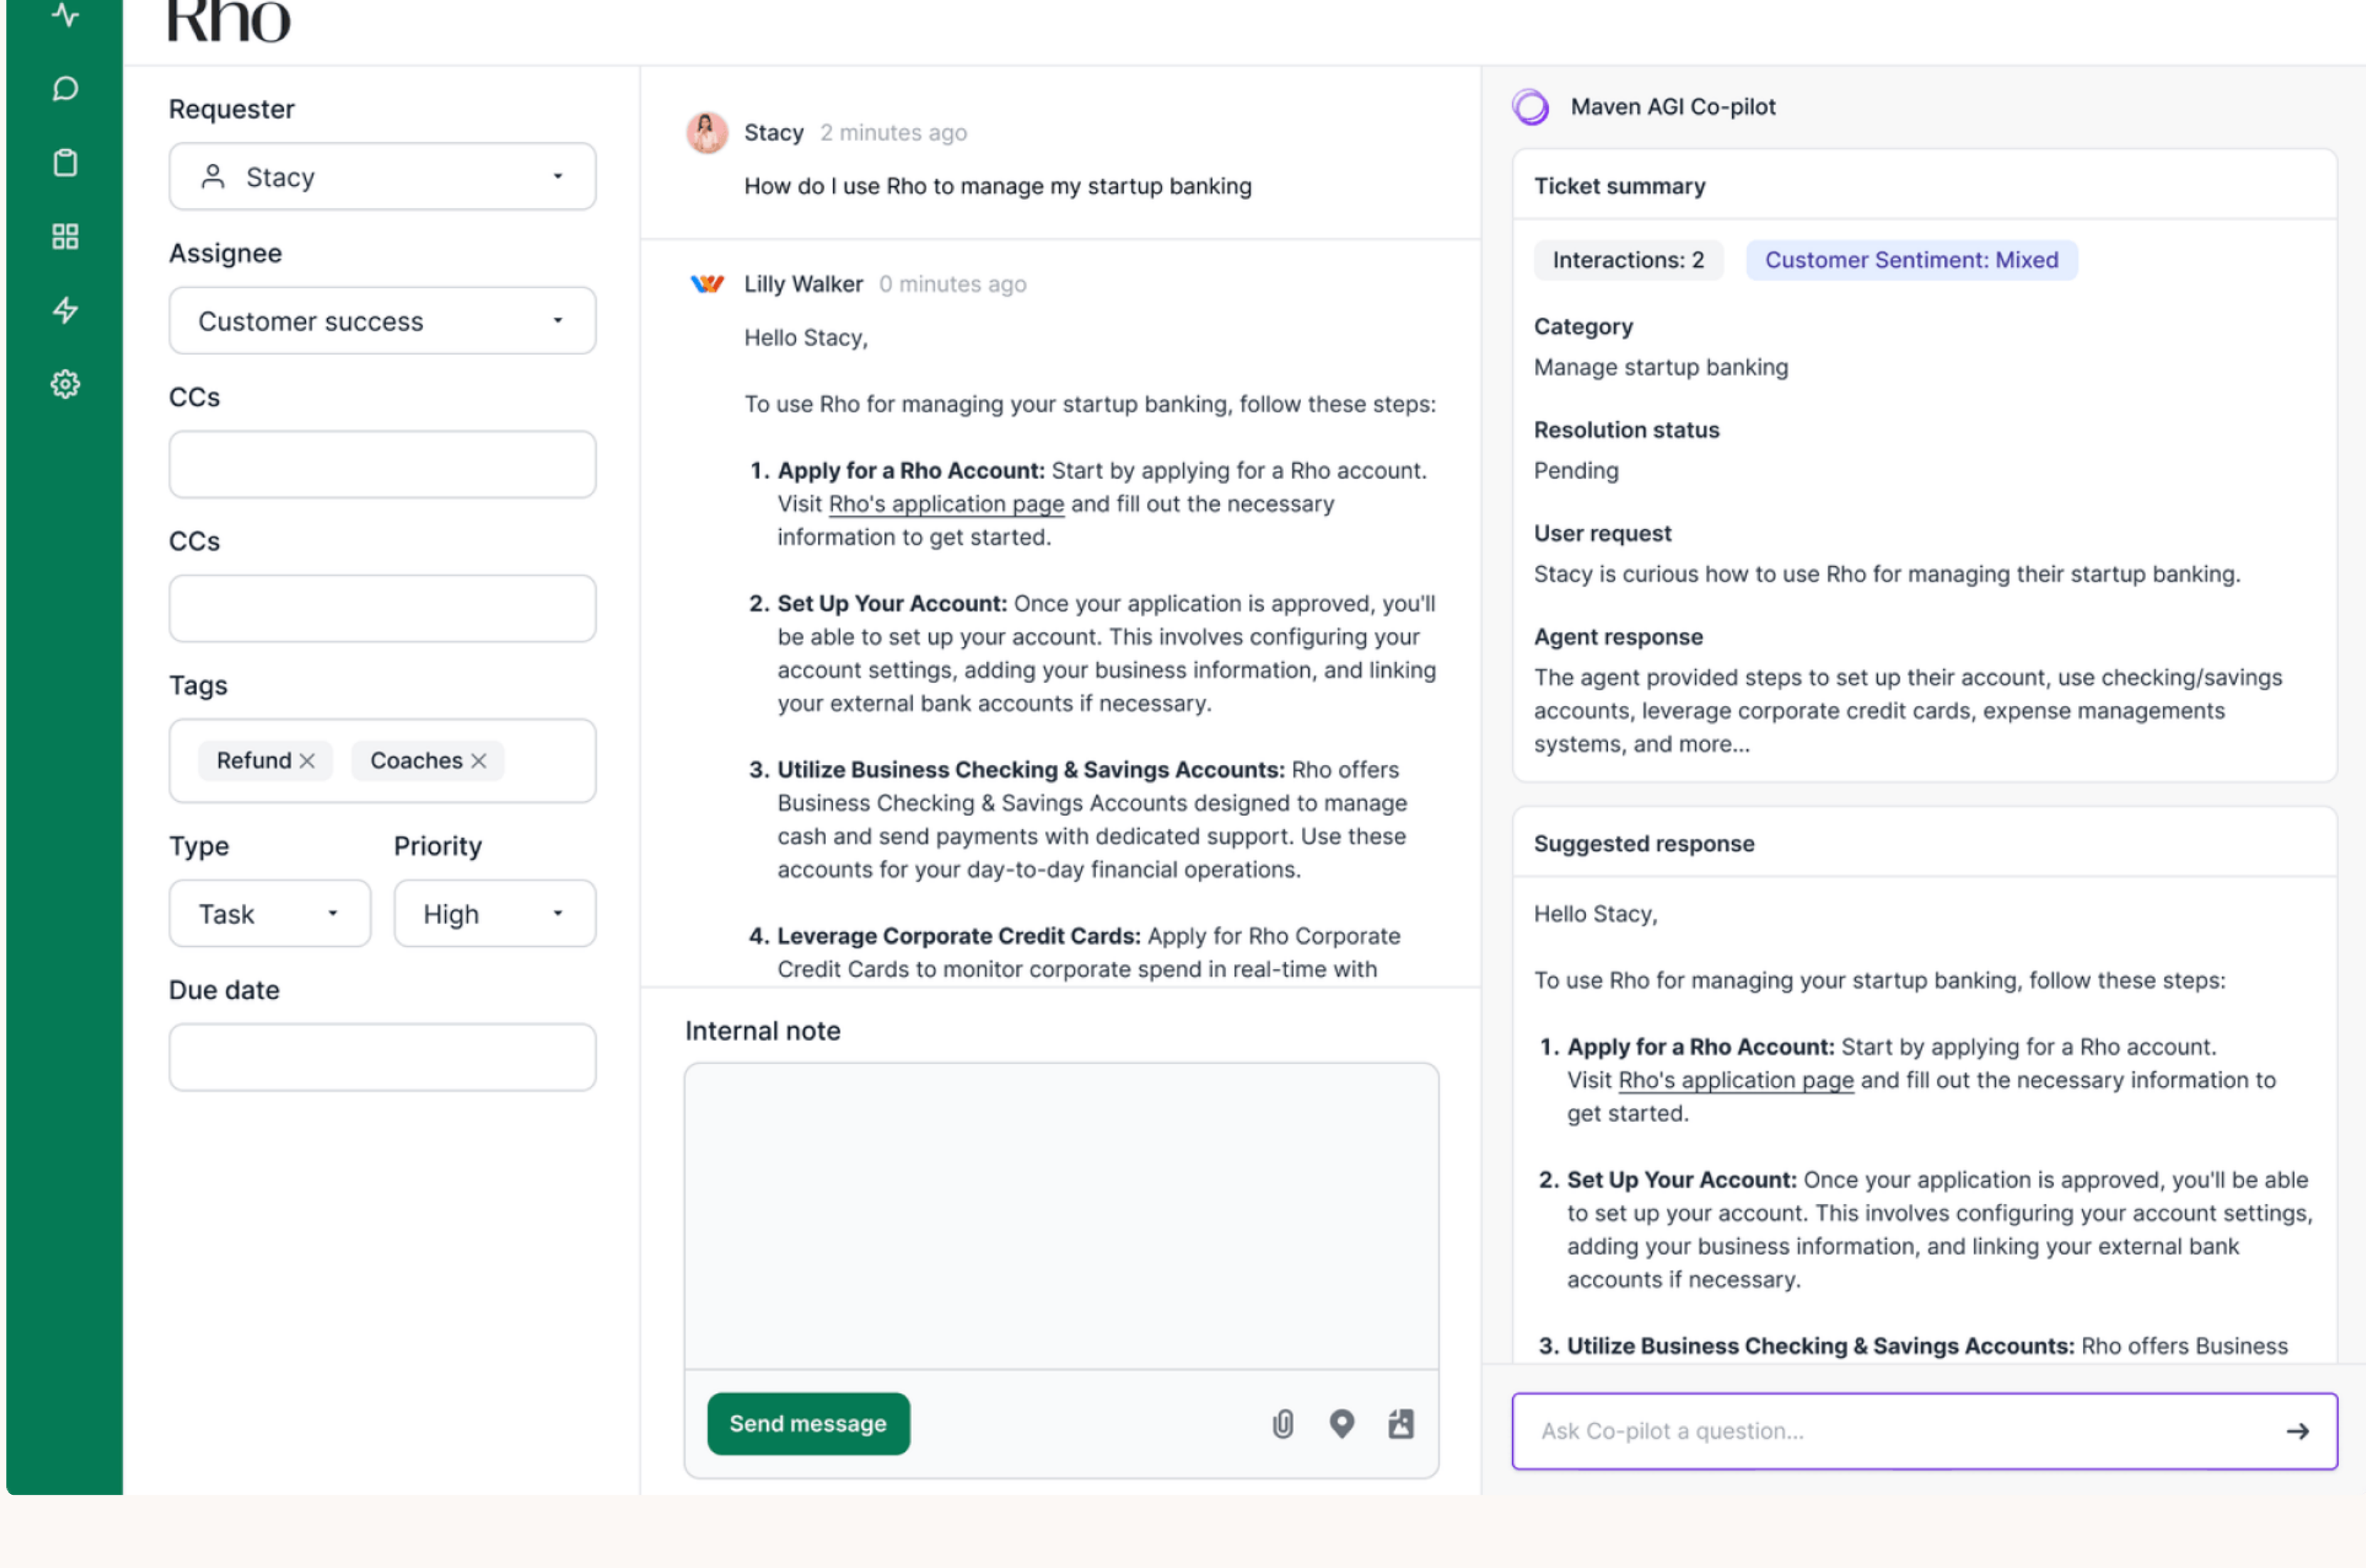 Rho
Requester
Stacy
Assignee
Customer success
CCs
CCs
Tags
Refund
Coaches
Type
Priority
Task
High
Due date
Stacy 2 minutes ago
How do I use Rho to manage my startup banking
Lilly Walker 0 minutes ago
Hello Stacy,
To use Rho for managing your startup banking, follow these steps:
1. Apply for a Rho Account: Start by applying for a Rho account.
Visit Rho's application page and fill out the necessary
information to get started.
2. Set Up Your Account: Once your application is approved, you'll
be able to set up your account. This involves configuring your
account settings, adding your business information, and linking
your external bank accounts if necessary.
3. Utilize Business Checking & Savings Accounts: Rho offers
Business Checking & Savings Accounts designed to manage
cash and send payments with dedicated support. Use these
accounts for your day-to-day financial operations.
4. Leverage Corporate Credit Cards: Apply for Rho Corporate
Credit Cards to monitor corporate spend in real-time with
Internal note
Send message
Maven AGI Co-pilot
Ticket summary
Interactions: 2
Customer Sentiment: Mixed
Category
Manage startup banking
Resolution status
Pending
User request
Stacy is curious how to use Rho for managing their startup banking.
Agent response
The agent provided steps to set up their account, use checking/savings
accounts, leverage corporate credit cards, expense managements
systems, and more...
Suggested response
Hello Stacy,
To use Rho for managing your startup banking, follow these steps:
1. Apply for a Rho Account: Start by applying for a Rho account.
Visit Rho's application page and fill out the necessary information to
get started.
2. Set Up Your Account: Once your application is approved, you'll be able
to set up your account. This involves configuring your account settings,
adding your business information, and linking your external bank
accounts if necessary.
3. Utilize Business Checking & Savings Accounts: Rho offers Business
Ask Co-pilot a question...